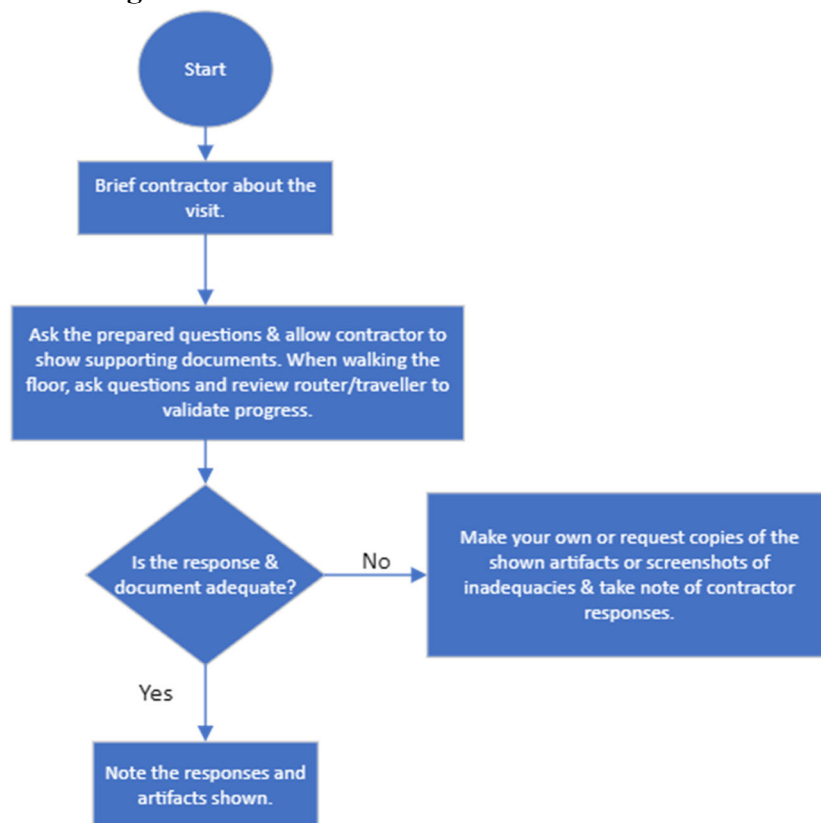 Start
Brief contractor about the
visit.
Ask the prepared questions & allow contractor to
show supporting documents. When walking the
floor, ask questions and review router/traveller to
validate progress.
Is the response &
document adequate?
No
Make your own or request copies of the
shown artifacts or screenshots of
inadequacies & take note of contractor
responses.
Yes
Note the responses and
artifacts shown.